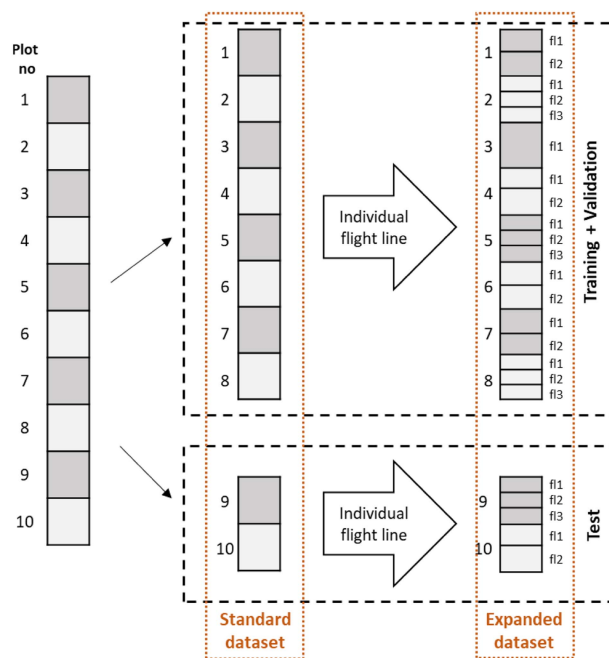 Plot
no
1
2
3
4
5
6
7
8
9
10
1
2
3
4
5
6
7
8
Individual
flight line
1
fl1
fl2
2
fl1
fl2
fl3
3
fl1
4
fl1
fl2
5
fl1
fl2
fl3
6
fl1
fl2
7
fl1
fl2
8
fl1
fl2
fl3
Training + Validation
9
10
Individual
flight line
9
fl1
fl2
fl3
10
fl1
fl2
Test
Standard
dataset
Expanded
dataset